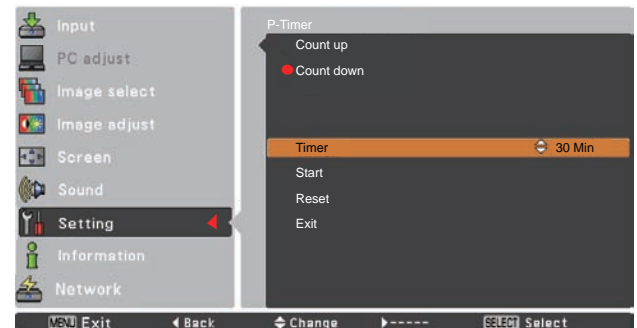 Input
PC adjust
Image select
Image adjust
Screen
Sound
Setting
Information
Network
P-Timer
Count up
Count down
Timer 30 Min
Start
Reset
Exit
MENU Exit Back Change ----- SELECT Select